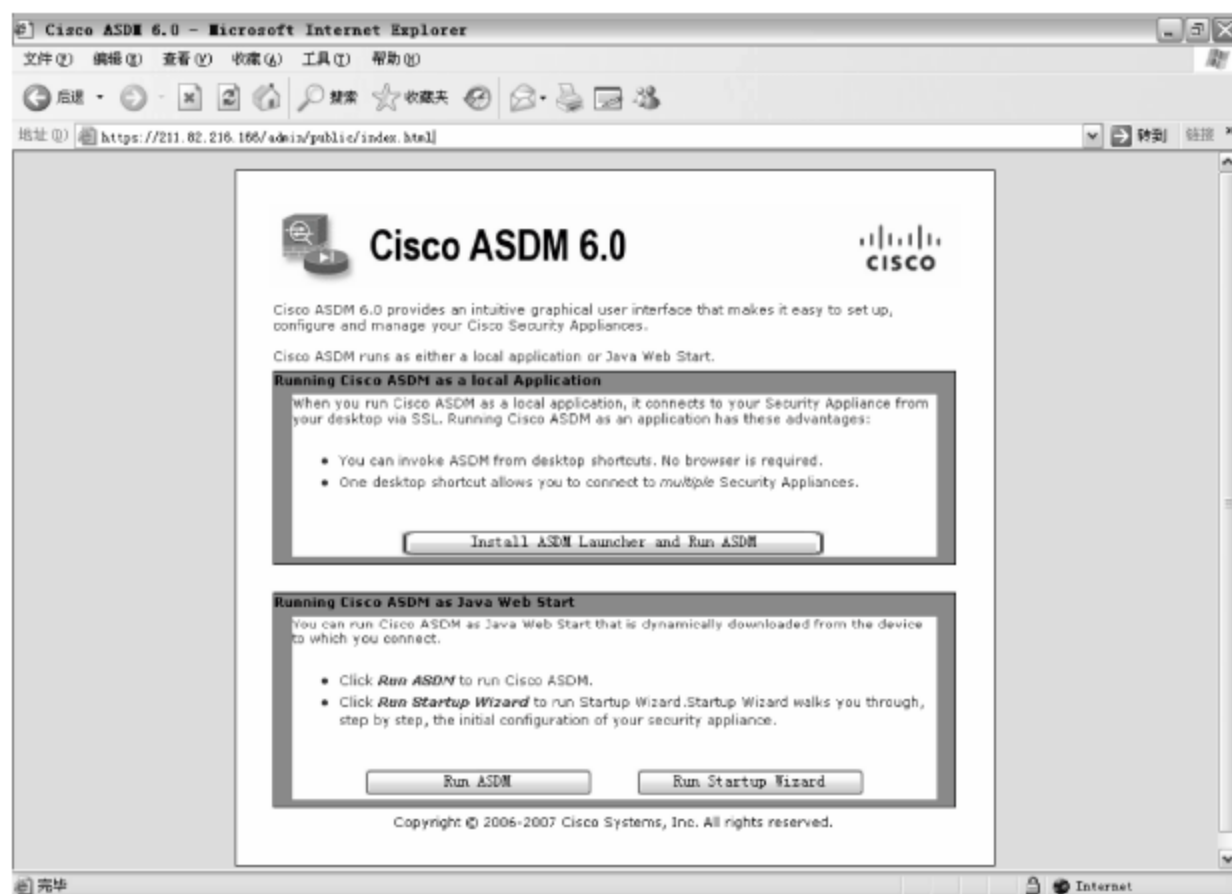 Cisco ASDM 6.0 - Microsoft Internet Explorer
文件(F) 编辑(E) 查看(V) 收藏(A) 工具(T) 帮助(H)
后退 搜索 收藏夹
地址(D) https://211.82.216.166/admin/public/index.html 转到 链接 »
Cisco ASDM 6.0
CISCO
Cisco ASDM 6.0 provides an intuitive graphical user interface that makes it easy to set up,
configure and manage your Cisco Security Appliances.
Cisco ASDM runs as either a local application or Java Web Start.
Running Cisco ASDM as a local Application
When you run Cisco ASDM as a local application, it connects to your Security Appliance from
your desktop via SSL. Running Cisco ASDM as an application has these advantages:
• You can invoke ASDM from desktop shortcuts. No browser is required.
• One desktop shortcut allows you to connect to multiple Security Appliances.
Install ASDM Launcher and Run ASDM
Running Cisco ASDM as Java Web Start
You can run Cisco ASDM as Java Web Start that is dynamically downloaded from the device
to which you connect.
• Click Run ASDM to run Cisco ASDM.
• Click Run Startup Wizard to run Startup Wizard.Startup Wizard walks you through,
step by step, the initial configuration of your security appliance.
Run ASDM Run Startup Wizard
Copyright © 2006-2007 Cisco Systems, Inc. All rights reserved.
完毕 Internet